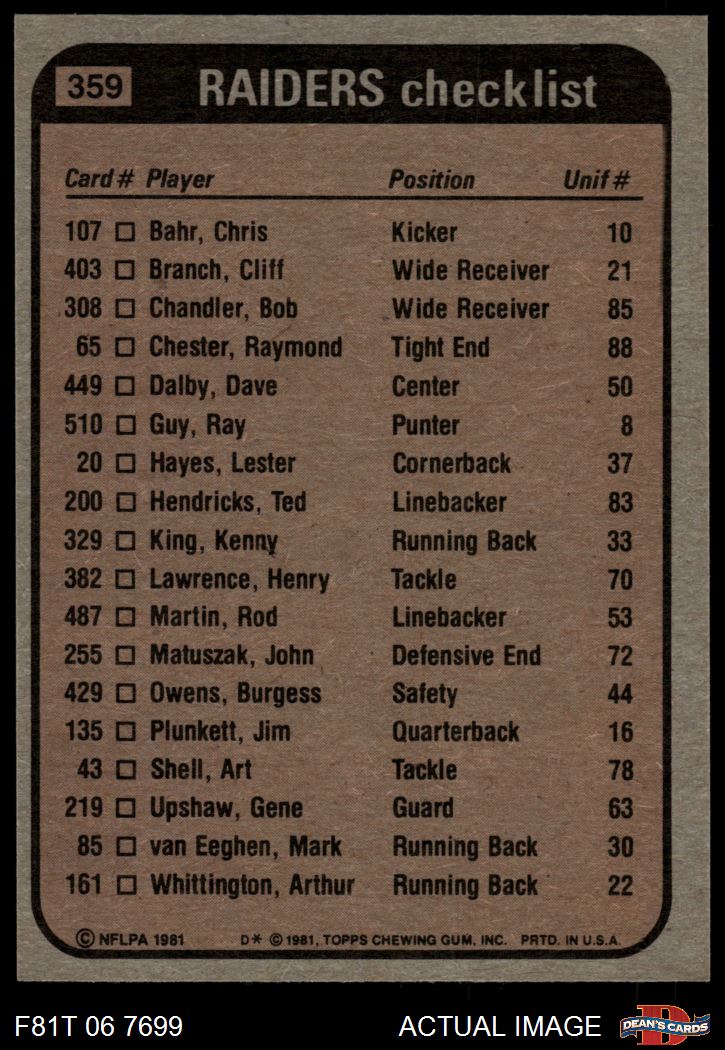 359 RAIDERS checklist
Card # Player Position Unif #
107 □ Bahr, Chris Kicker 10
403 □ Branch, Cliff Wide Receiver 21
308 □ Chandler, Bob Wide Receiver 85
65 □ Chester, Raymond Tight End 88
449 □ Dalby, Dave Center 50
510 □ Guy, Ray Punter 8
20 □ Hayes, Lester Cornerback 37
200 □ Hendricks, Ted Linebacker 83
329 □ King, Kenny Running Back 33
382 □ Lawrence, Henry Tackle 70
487 □ Martin, Rod Linebacker 53
255 □ Matuszak, John Defensive End 72
429 □ Owens, Burgess Safety 44
135 □ Plunkett, Jim Quarterback 16
43 □ Shell, Art Tackle 78
219 □ Upshaw, Gene Guard 63
85 □ van Eeghen, Mark Running Back 30
161 □ Whittington, Arthur Running Back 22
© NFLPA 1981 D* © 1981, TOPPS CHEWING GUM, INC. PRTD. IN U.S.A.
F81T 06 7699 ACTUAL IMAGE D DEAN'S CARDS